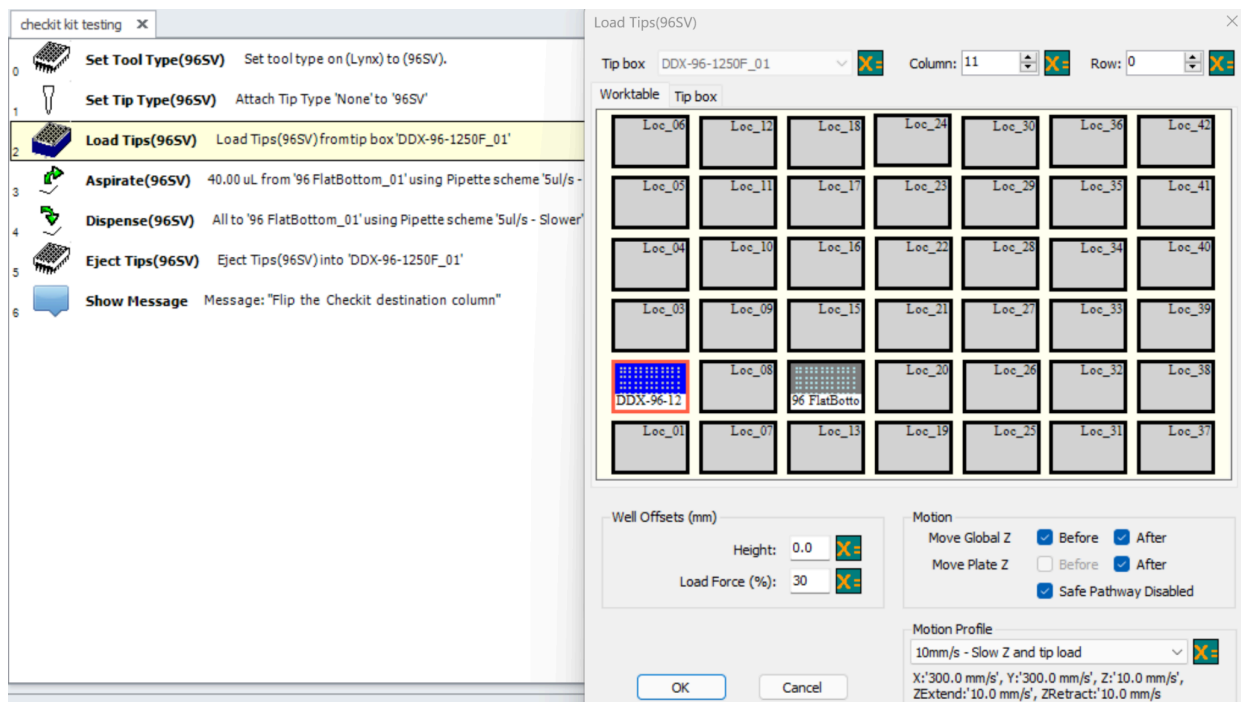 checkit kit testing X
0 Set Tool Type(96SV) Set tool type on (Lynx) to (96SV).
1 Set Tip Type(96SV) Attach Tip Type 'None' to '96SV'
2 Load Tips(96SV) Load Tips(96SV) from tip box 'DDX-96-1250F_01'
3 Aspirate(96SV) 40.00 uL from '96 FlatBottom_01' using Pipette scheme '5ul/s -
4 Dispense(96SV) All to '96 FlatBottom_01' using Pipette scheme '5ul/s - Slower'
5 Eject Tips(96SV) Eject Tips(96SV) into 'DDX-96-1250F_01'
6 Show Message Message: "Flip the Checkit destination column"
Load Tips(96SV)
Tip box DDX-96-1250F_01 X= Column: 11 X= Row: 0 X=
Worktable Tip box
Loc_06 Loc_12 Loc_18 Loc_24 Loc_30 Loc_36 Loc_42
Loc_05 Loc_11 Loc_17 Loc_23 Loc_29 Loc_35 Loc_41
Loc_04 Loc_10 Loc_16 Loc_22 Loc_28 Loc_34 Loc_40
Loc_03 Loc_09 Loc_15 Loc_21 Loc_27 Loc_33 Loc_39
DDX-96-12 Loc_08 96 FlatBotto Loc_20 Loc_26 Loc_32 Loc_38
Loc_01 Loc_07 Loc_13 Loc_19 Loc_25 Loc_31 Loc_37
Well Offsets (mm)
Height: 0.0 X=
Load Force (%): 30 X=
Motion
Move Global Z Before After
Move Plate Z Before After
Safe Pathway Disabled
Motion Profile
10mm/s - Slow Z and tip load X=
X:'300.0 mm/s', Y:'300.0 mm/s', Z:'10.0 mm/s',
ZExtend:'10.0 mm/s', ZRetract:'10.0 mm/s
OK Cancel